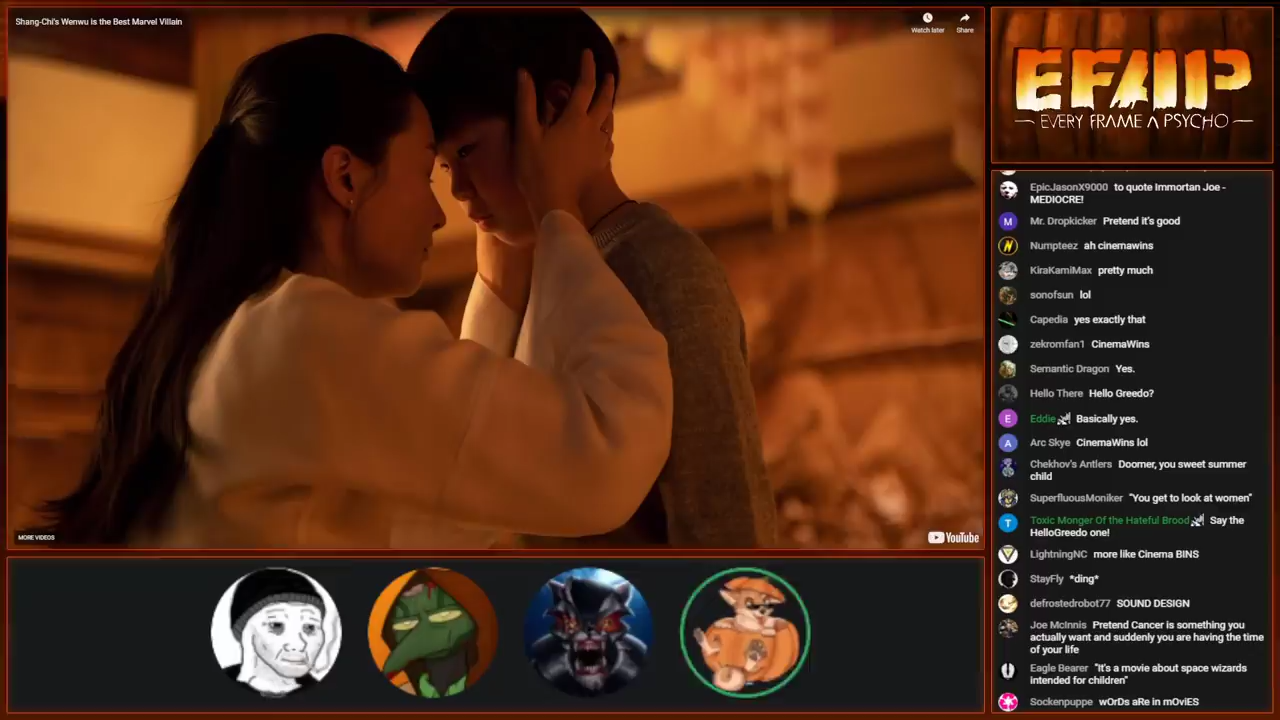 Shang-Chi's Wenwu is the Best Marvel Villain
Watch later
Share
MORE VIDEOS
YouTube
EFAP
EVERY FRAME A PSYCHO
EpicJasonX9000 to quote Immortan Joe -
MEDIOCRE!
M
Mr. Dropkicker Pretend it's good
N
Numpteez ah cinemawins
KiraKamiMax pretty much
sonofsun lol
Capedia yes exactly that
zekromfan1 CinemaWins
Semantic Dragon Yes.
Hello There Hello Greedo?
E
Eddie Basically yes.
A
Arc Skye CinemaWins lol
Chekhov's Antlers Doomer, you sweet summer
child
SuperfluousMoniker "You get to look at women"
T
Toxic Monger Of the Hateful Brood Say the
HelloGreedo one!
LightningNC more like Cinema BINS
StayFly *ding*
defrostedrobot77 SOUND DESIGN
Joe McInnis Pretend Cancer is something you
actually want and suddenly you are having the time
of your life
Eagle Bearer "It's a movie about space wizards
intended for children"
Sockenpuppe wOrDs aRe in mOviES